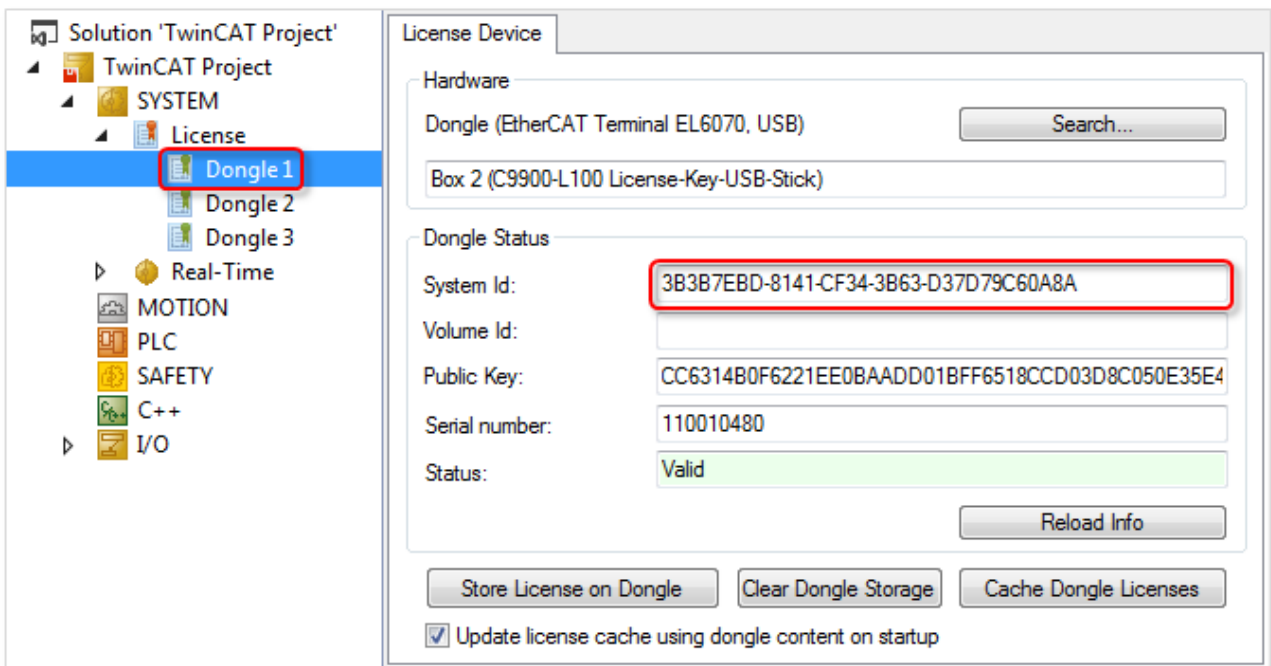 Solution 'TwinCAT Project'
TwinCAT Project
SYSTEM
License
Dongle 1
Dongle 2
Dongle 3
Real-Time
MOTION
PLC
SAFETY
C++
I/O
License Device
Hardware
Dongle (EtherCAT Terminal EL6070, USB)
Search...
Box 2 (C9900-L100 License-Key-USB-Stick)
Dongle Status
System Id: 3B3B7EBD-8141-CF34-3B63-D37D79C60A8A
Volume Id:
Public Key: CC6314B0F6221EE0BAADD01BFF6518CCD03D8C050E35E4
Serial number: 110010480
Status: Valid
Reload Info
Store License on Dongle Clear Dongle Storage Cache Dongle Licenses
Update license cache using dongle content on startup